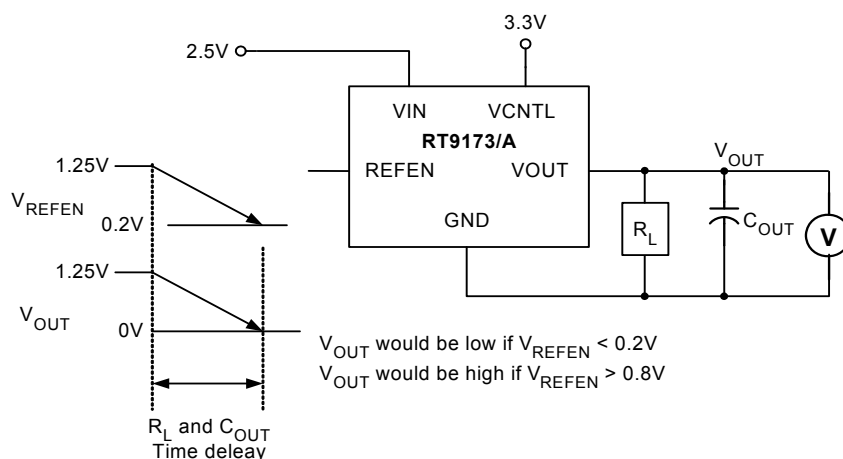 3.3V
2.5V
VIN VCNTL
RT9173/A
REFEN VOUT
GND
VOUT
RL
COUT
V
1.25V
VREFEN
0.2V
1.25V
VOUT
0V
VOUT would be low if VREFEN < 0.2V
VOUT would be high if VREFEN > 0.8V
RL and COUT
Time deleay